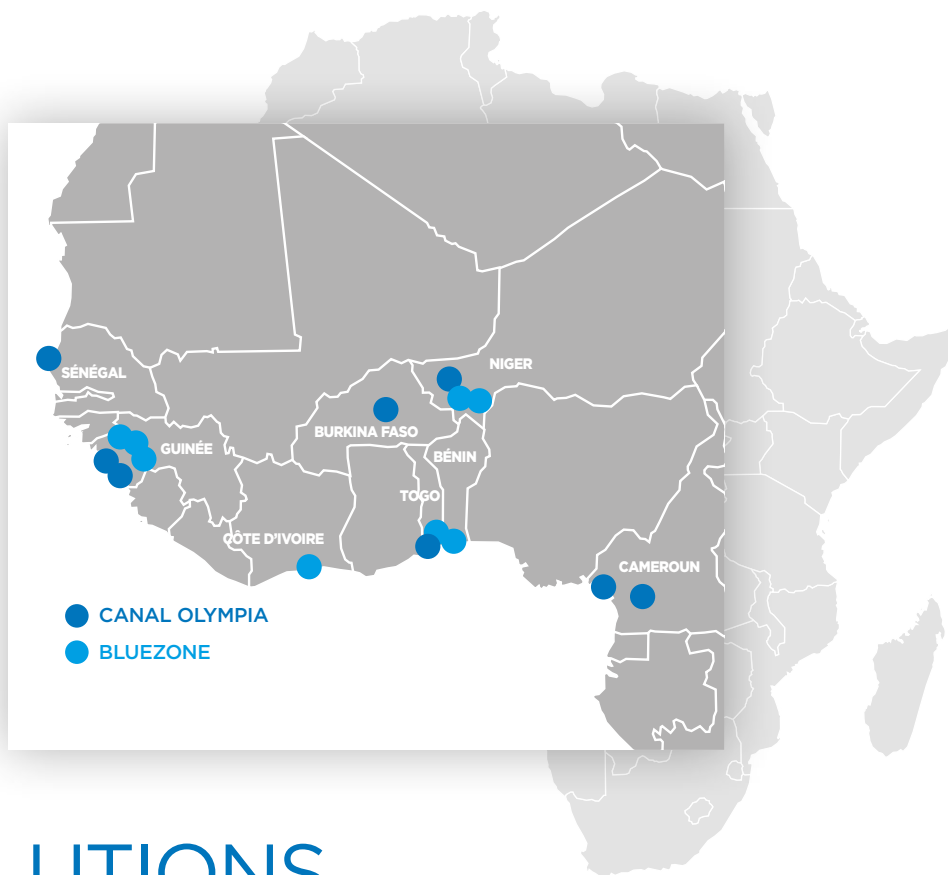 NIGER
SÉNÉGAL
BURKINA FASO
GUINÉE
BÉNIN
TOGO
CÔTE D'IVOIRE
CAMEROUN
CANAL OLYMPIA
BLUEZONE